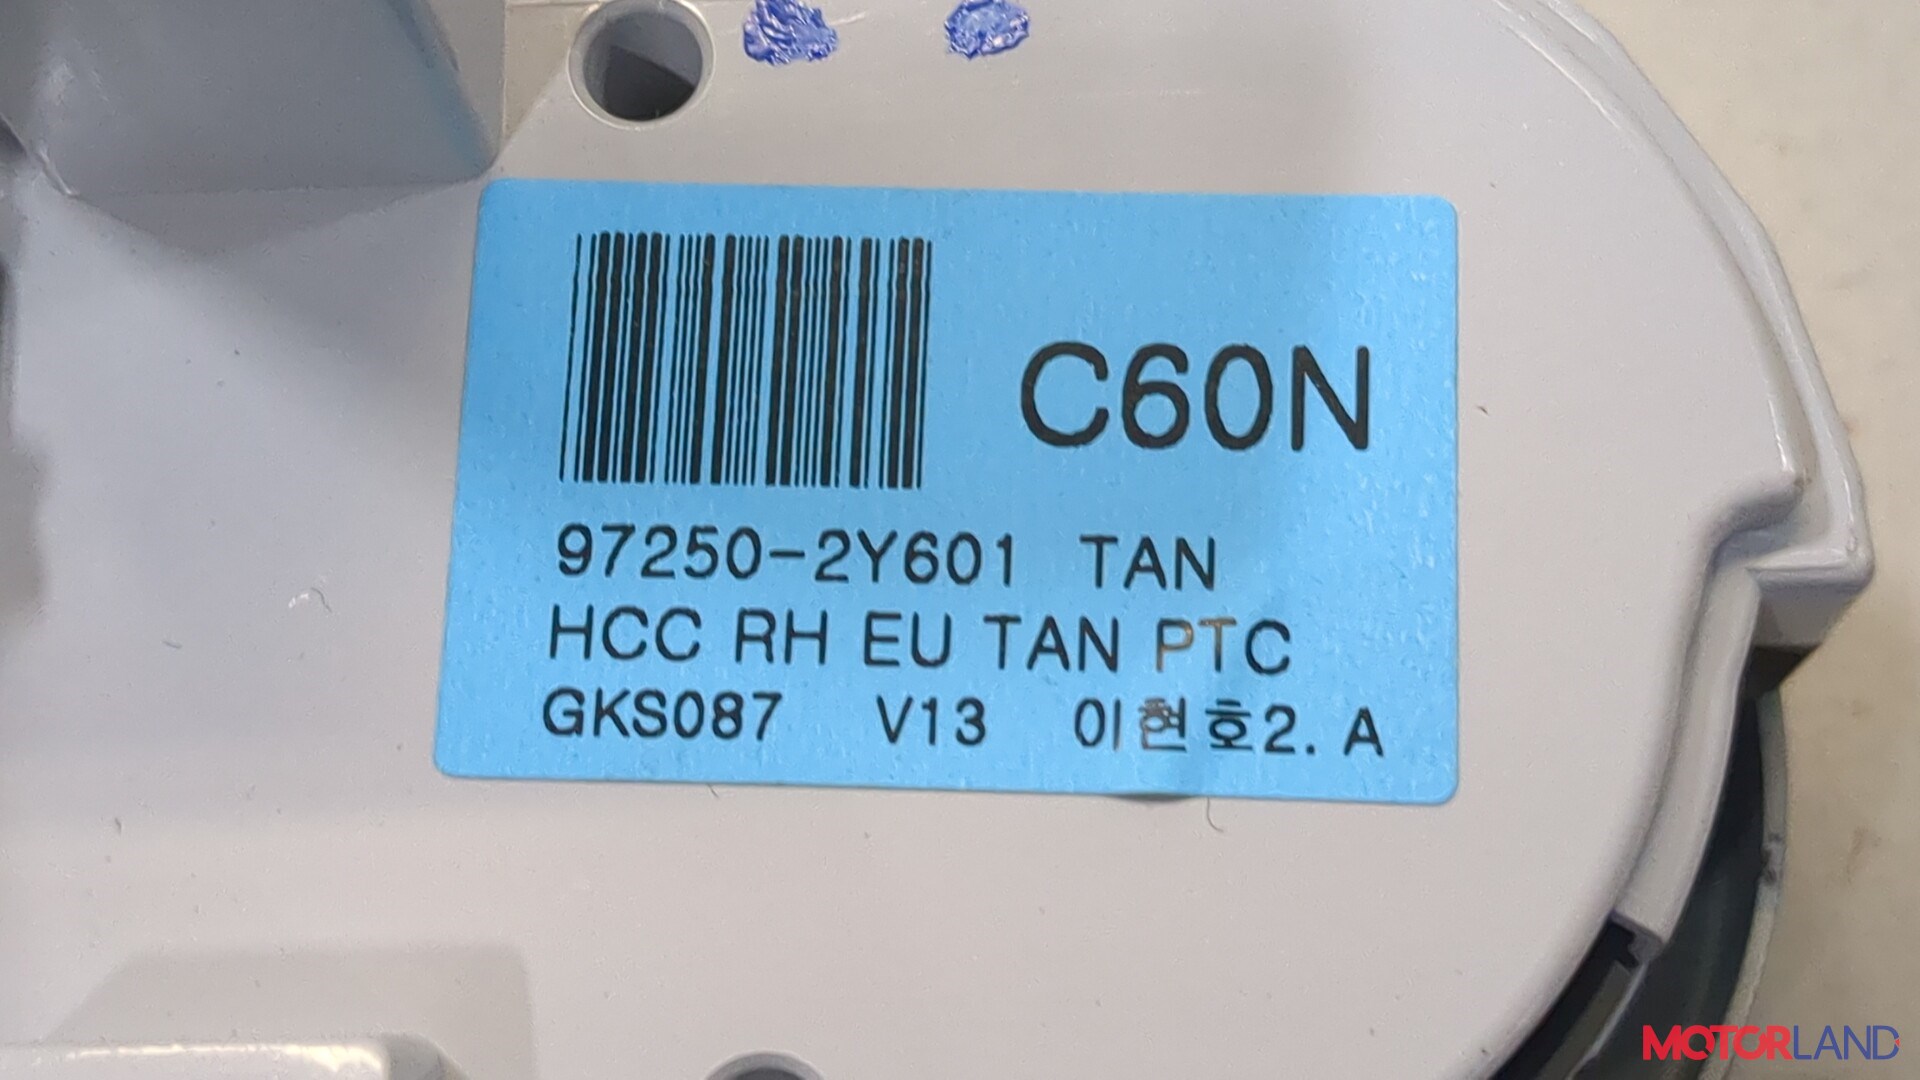 C60N
97250-2Y601 TAN
HCC RH EU TAN PTC
GKS087 V13 이현호2. A
MOTORLAND